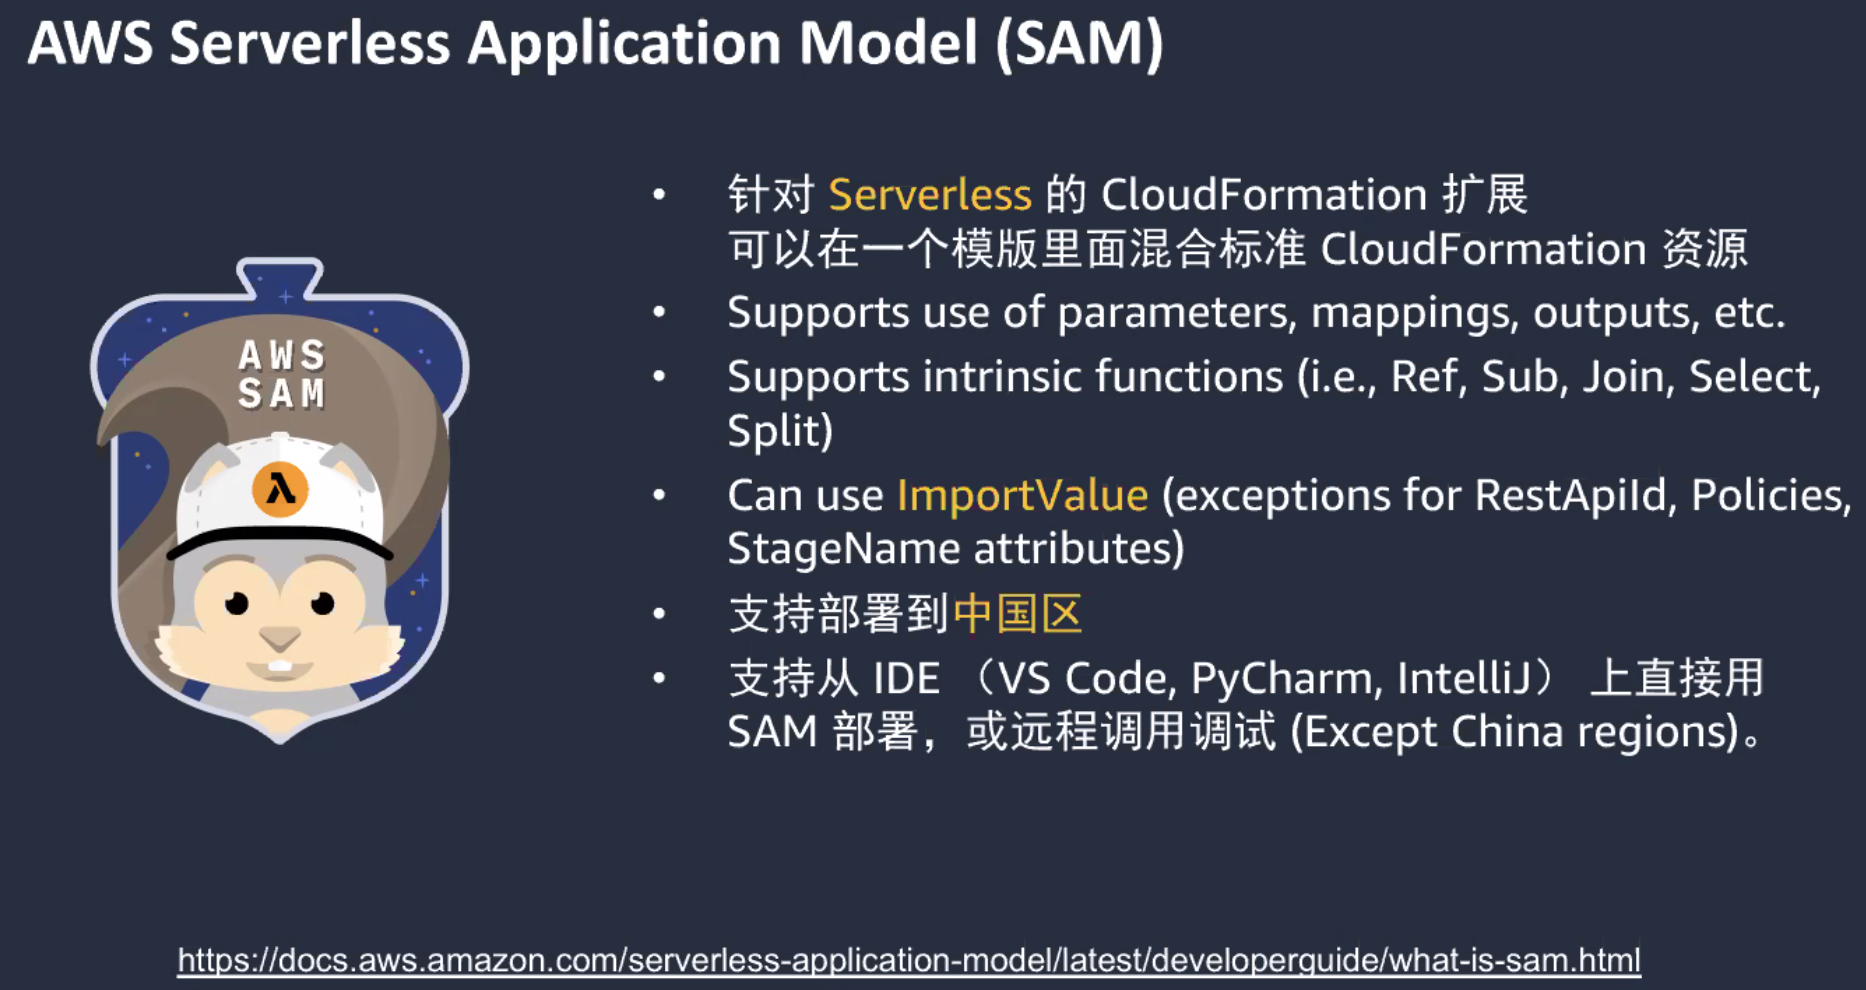 AWS Serverless Application Model (SAM)
AWS
SAM
λ
• 针对 Serverless 的 CloudFormation 扩展
可以在一个模版里面混合标准 CloudFormation 资源
• Supports use of parameters, mappings, outputs, etc.
• Supports intrinsic functions (i.e., Ref, Sub, Join, Select,
Split)
• Can use ImportValue (exceptions for RestApiId, Policies,
StageName attributes)
• 支持部署到中国区
• 支持从 IDE （VS Code, PyCharm, IntelliJ） 上直接用
SAM 部署，或远程调用调试 (Except China regions)。
https://docs.aws.amazon.com/serverless-application-model/latest/developerguide/what-is-sam.html